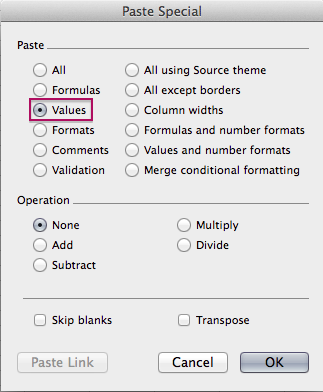 Paste Special
Paste
All
All using Source theme
Formulas
All except borders
Values
Column widths
Formats
Formulas and number formats
Comments
Values and number formats
Validation
Merge conditional formatting
Operation
None
Multiply
Add
Divide
Subtract
Skip blanks
Transpose
Paste Link
Cancel
OK